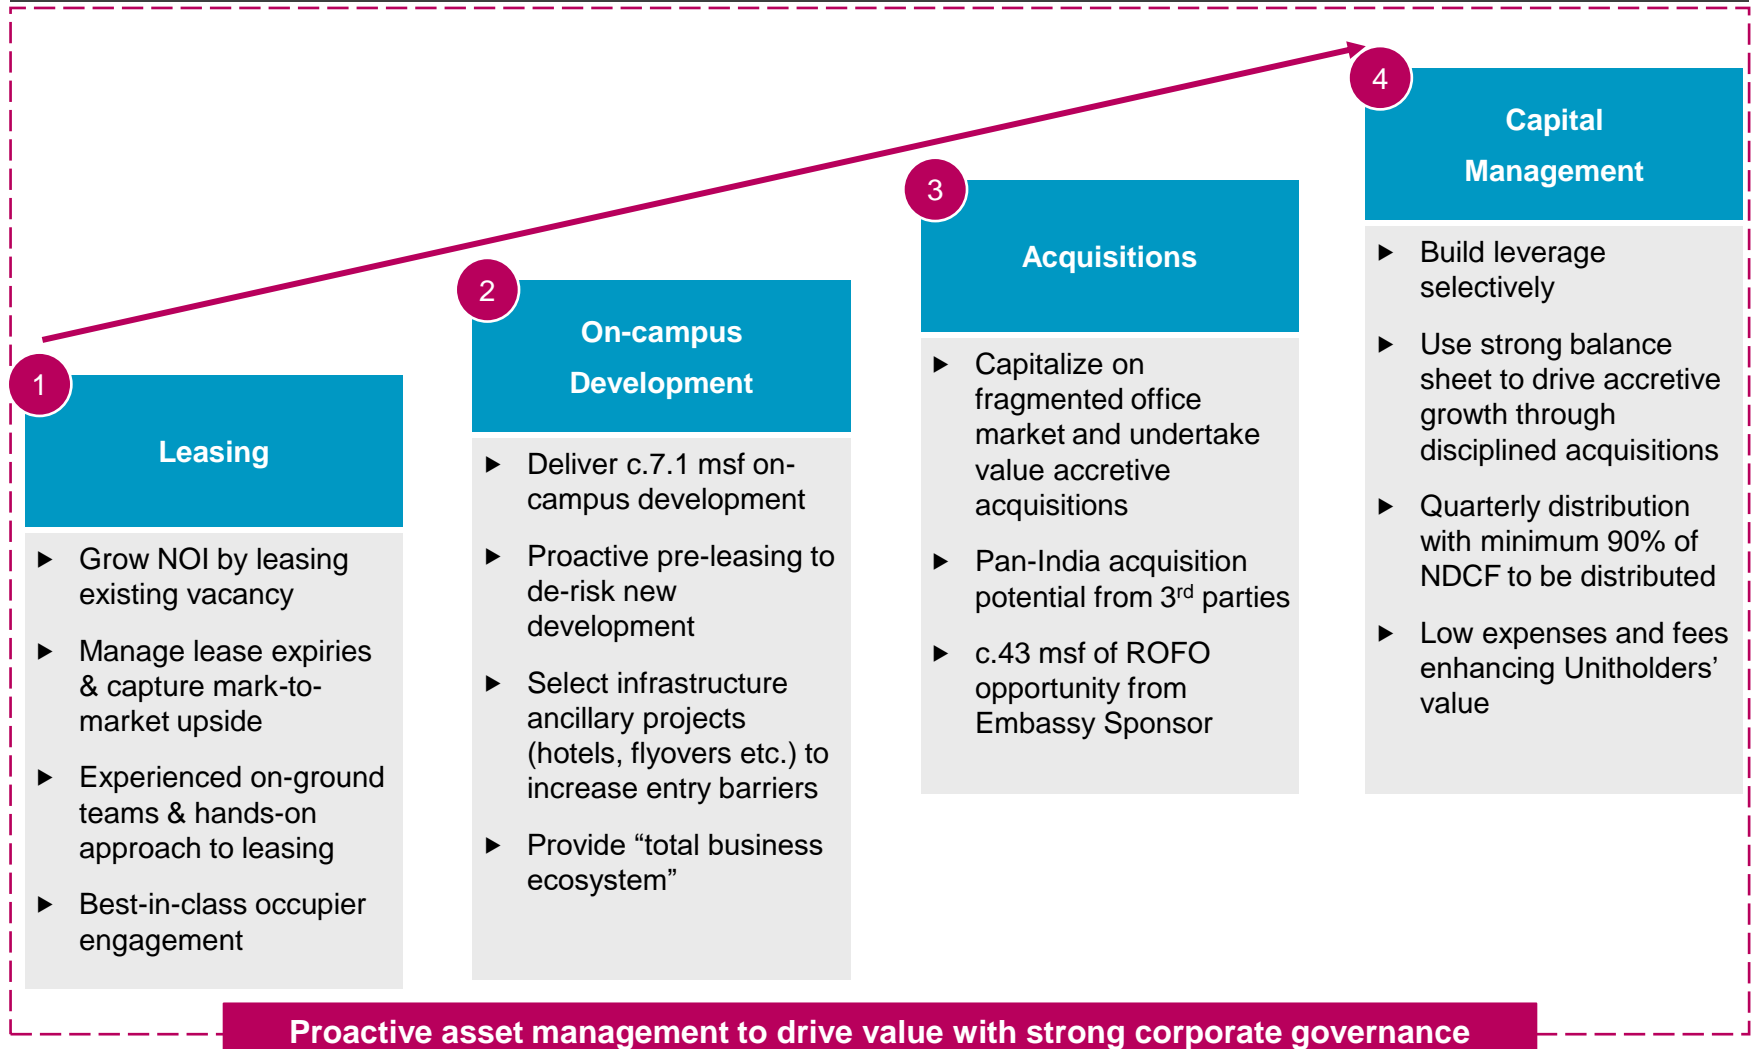 1
Leasing
Grow NOI by leasing
existing vacancy
Manage lease expiries
& capture mark-to-
market upside
Experienced on-ground
teams & hands-on
approach to leasing
Best-in-class occupier
engagement
2
On-campus
Development
Deliver c.7.1 msf on-
campus development
Proactive pre-leasing to
de-risk new
development
Select infrastructure
ancillary projects
(hotels, flyovers etc.) to
increase entry barriers
Provide “total business
ecosystem”
3
Acquisitions
Capitalize on
fragmented office
market and undertake
value accretive
acquisitions
Pan-India acquisition
potential from 3rd parties
c.43 msf of ROFO
opportunity from
Embassy Sponsor
4
Capital
Management
Build leverage
selectively
Use strong balance
sheet to drive accretive
growth through
disciplined acquisitions
Quarterly distribution
with minimum 90% of
NDCF to be distributed
Low expenses and fees
enhancing Unitholders’
value
Proactive asset management to drive value with strong corporate governance